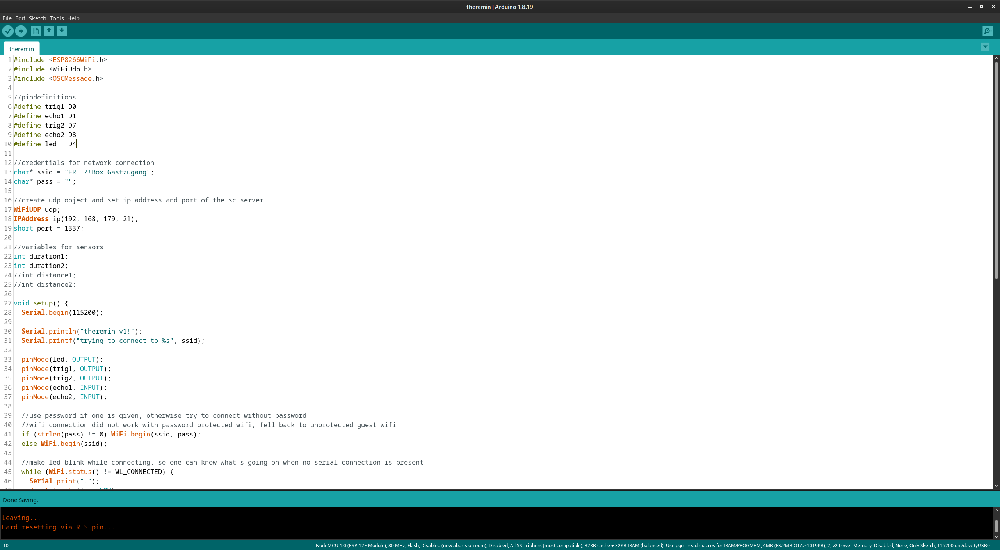 theremin | Arduino 1.8.19
File Edit Sketch Tools Help
theremin
1 #include <ESP8266WiFi.h>
2 #include <WiFiUdp.h>
3 #include <OSCMessage.h>
4
5 //pindefinitions
6 #define trig1 D0
7 #define echo1 D1
8 #define trig2 D7
9 #define echo2 D8
10 #define led   D4
11
12 //credentials for network connection
13 char* ssid = "FRITZ!Box Gastzugang";
14 char* pass = "";
15
16 //create udp object and set ip address and port of the sc server
17 WiFiUDP udp;
18 IPAddress ip(192, 168, 179, 21);
19 short port = 1337;
20
21 //variables for sensors
22 int duration1;
23 int duration2;
24 //int distance1;
25 //int distance2;
26
27 void setup() {
28   Serial.begin(115200);
29
30   Serial.println("theremin v1!");
31   Serial.printf("trying to connect to %s", ssid);
32
33   pinMode(led, OUTPUT);
34   pinMode(trig1, OUTPUT);
35   pinMode(trig2, OUTPUT);
36   pinMode(echo1, INPUT);
37   pinMode(echo2, INPUT);
38
39   //use password if one is given, otherwise try to connect without password
40   //wifi connection did not work with password protected wifi, fell back to unprotected guest wifi
41   if (strlen(pass) != 0) WiFi.begin(ssid, pass);
42   else WiFi.begin(ssid);
43
44   //make led blink while connecting, so one can know what's going on when no serial connection is present
45   while (WiFi.status() != WL_CONNECTED) {
46     Serial.print(".");
Done Saving.
Leaving...
Hard resetting via RTS pin...
10 NodeMCU 1.0 (ESP-12E Module), 80 MHz, Flash, Disabled (new aborts on oom), Disabled, All SSL ciphers (most compatible), 32KB cache + 32KB IRAM (balanced), Use pgm_read macros for IRAM/PROGMEM, 4MB (FS:2MB OTA:~1019KB), 2, v2 Lower Memory, Disabled, None, Only Sketch, 115200 on /dev/ttyUSB0